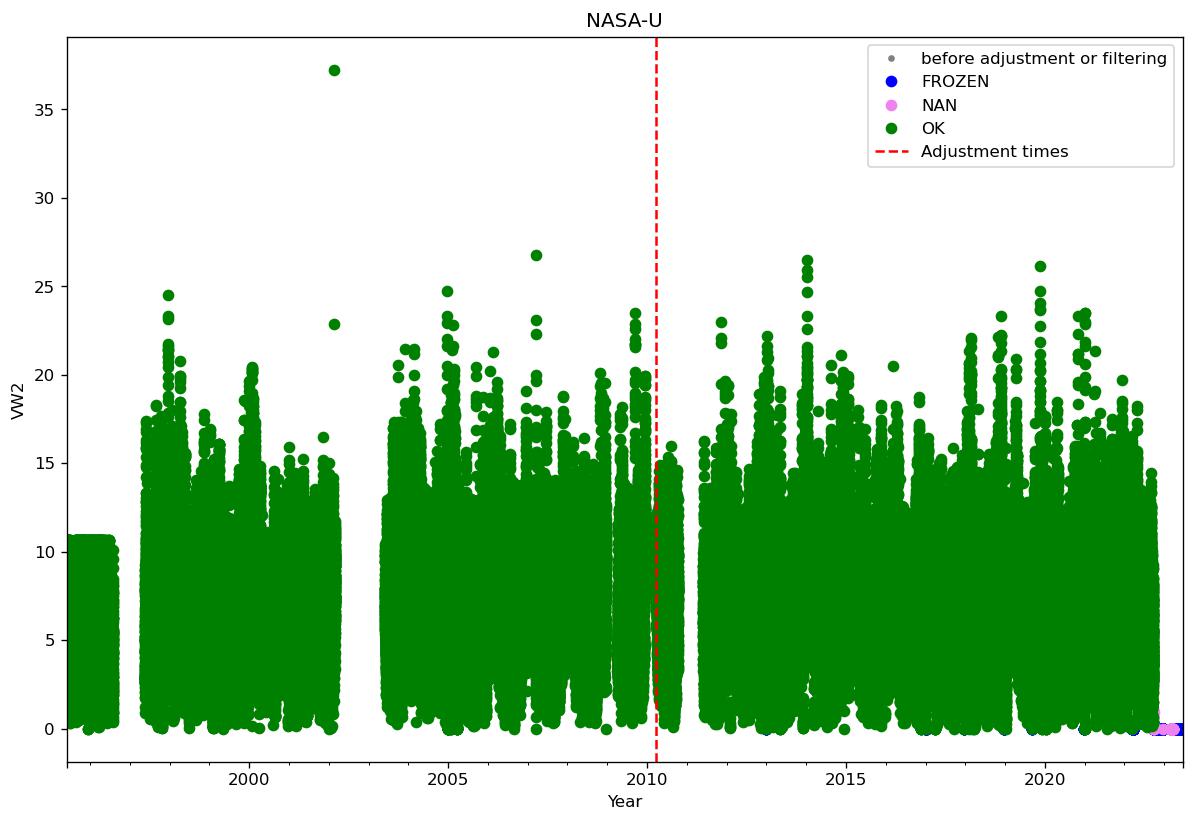 NASA-U
before adjustment or filtering
FROZEN
NAN
OK
Adjustment times
35
30
25
20
15
10
5
0
VW2
2000 2005 2010 2015 2020
Year